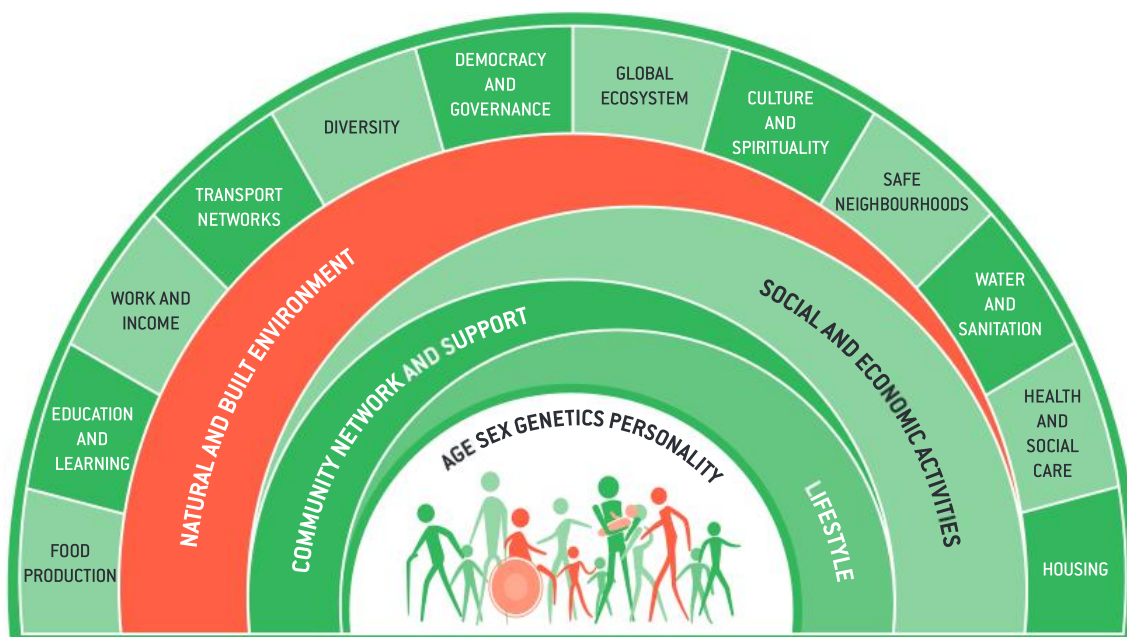 FOOD
PRODUCTION
EDUCATION
AND
LEARNING
WORK AND
INCOME
TRANSPORT
NETWORKS
DIVERSITY
DEMOCRACY
AND
GOVERNANCE
GLOBAL
ECOSYSTEM
CULTURE
AND
SPIRITUALITY
SAFE
NEIGHBOURHOODS
WATER
AND
SANITATION
HEALTH
AND
SOCIAL
CARE
HOUSING
NATURAL AND BUILT ENVIRONMENT
SOCIAL AND ECONOMIC ACTIVITIES
COMMUNITY NETWORK AND SUPPORT
LIFESTYLE
AGE SEX GENETICS PERSONALITY